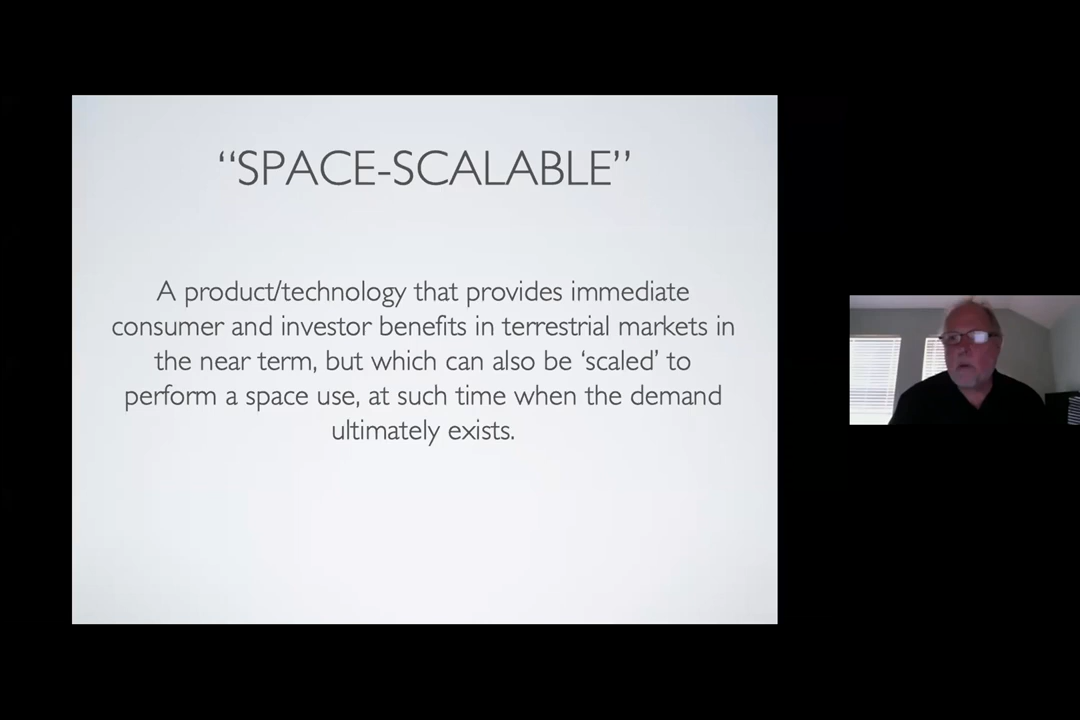 “SPACE-SCALABLE”
A product/technology that provides immediate
consumer and investor benefits in terrestrial markets in
the near term, but which can also be ‘scaled’ to
perform a space use, at such time when the demand
ultimately exists.